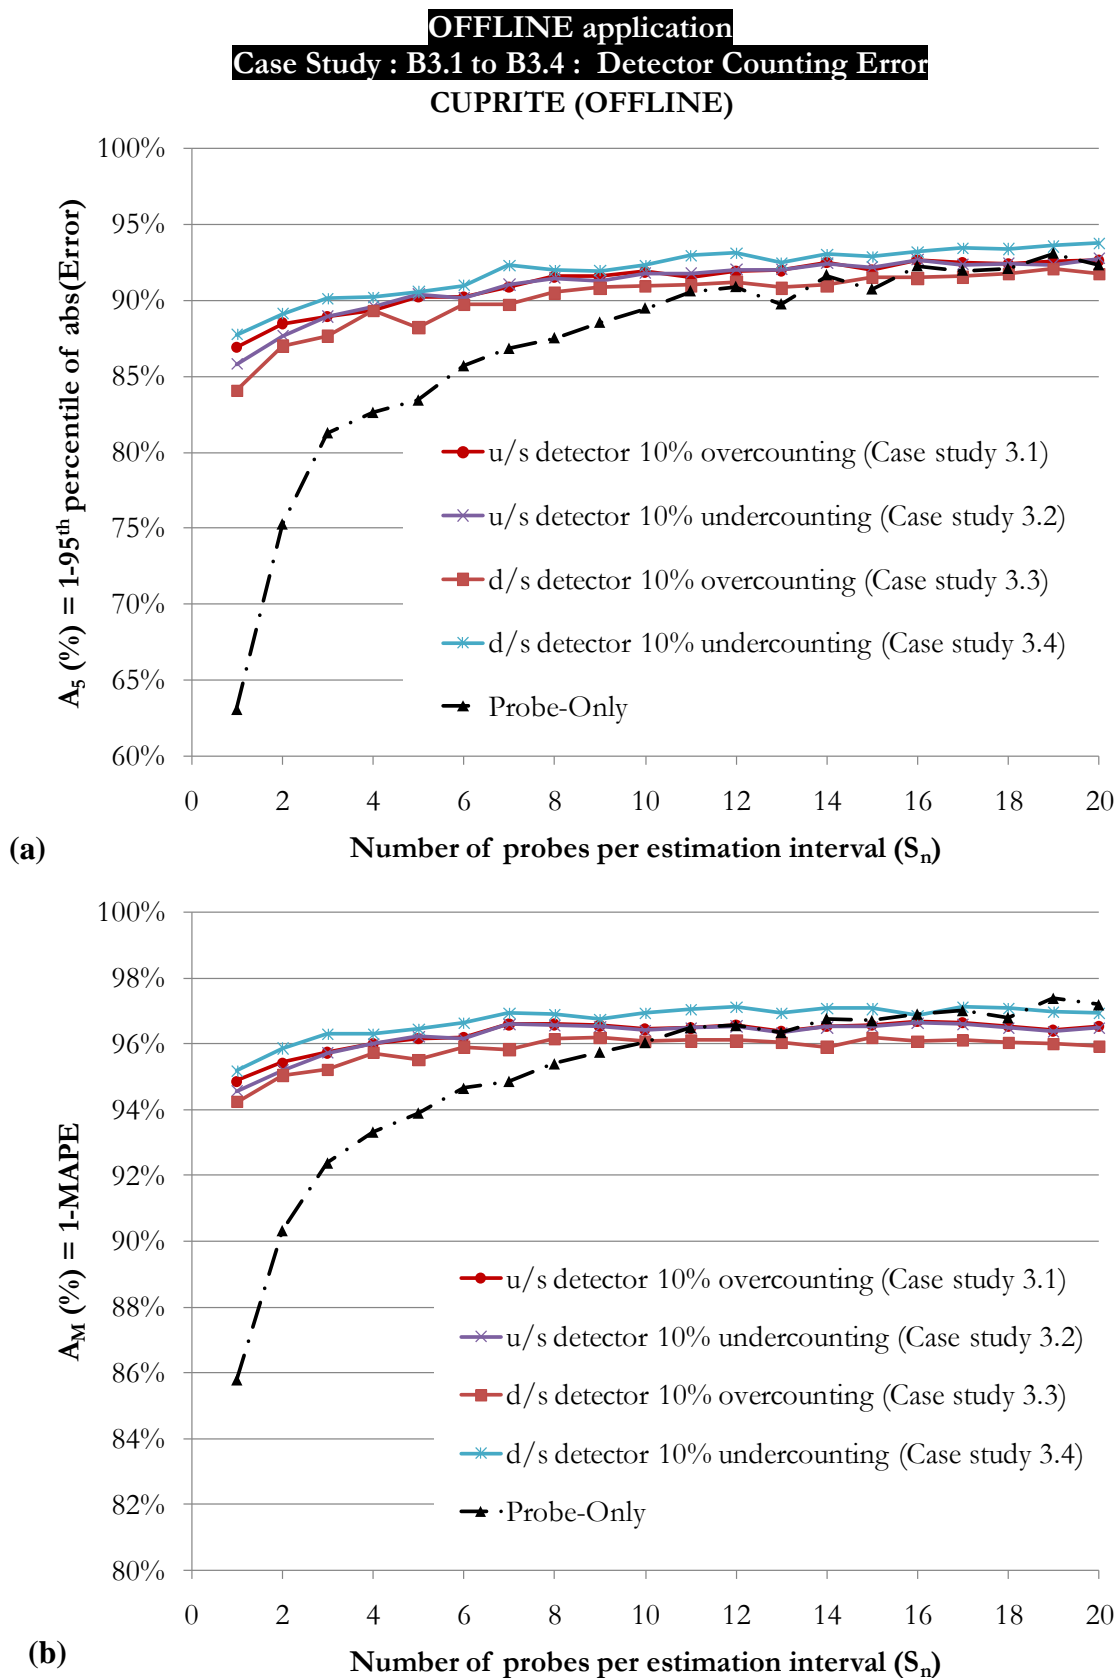 OFFLINE application
Case Study : B3.1 to B3.4 : Detector Counting Error
CUPRITE (OFFLINE)
100%
95%
90%
85%
80%
75%
70%
65%
60%
A5 (%) = 1-95th percentile of abs(Error)
u/s detector 10% overcounting (Case study 3.1)
u/s detector 10% undercounting (Case study 3.2)
d/s detector 10% overcounting (Case study 3.3)
d/s detector 10% undercounting (Case study 3.4)
Probe-Only
0 2 4 6 8 10 12 14 16 18 20
(a) Number of probes per estimation interval (Sn)
100%
98%
96%
94%
92%
90%
88%
86%
84%
82%
80%
AM (%) = 1-MAPE
u/s detector 10% overcounting (Case study 3.1)
u/s detector 10% undercounting (Case study 3.2)
d/s detector 10% overcounting (Case study 3.3)
d/s detector 10% undercounting (Case study 3.4)
Probe-Only
0 2 4 6 8 10 12 14 16 18 20
(b) Number of probes per estimation interval (Sn)